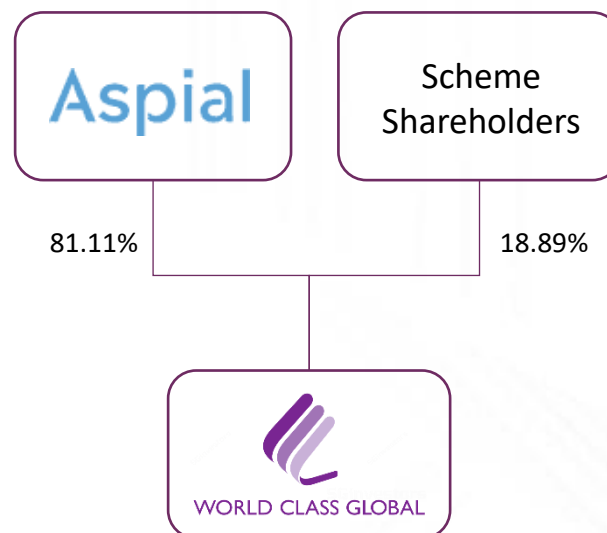 Aspial
Scheme
Shareholders
81.11%
18.89%
WORLD CLASS GLOBAL